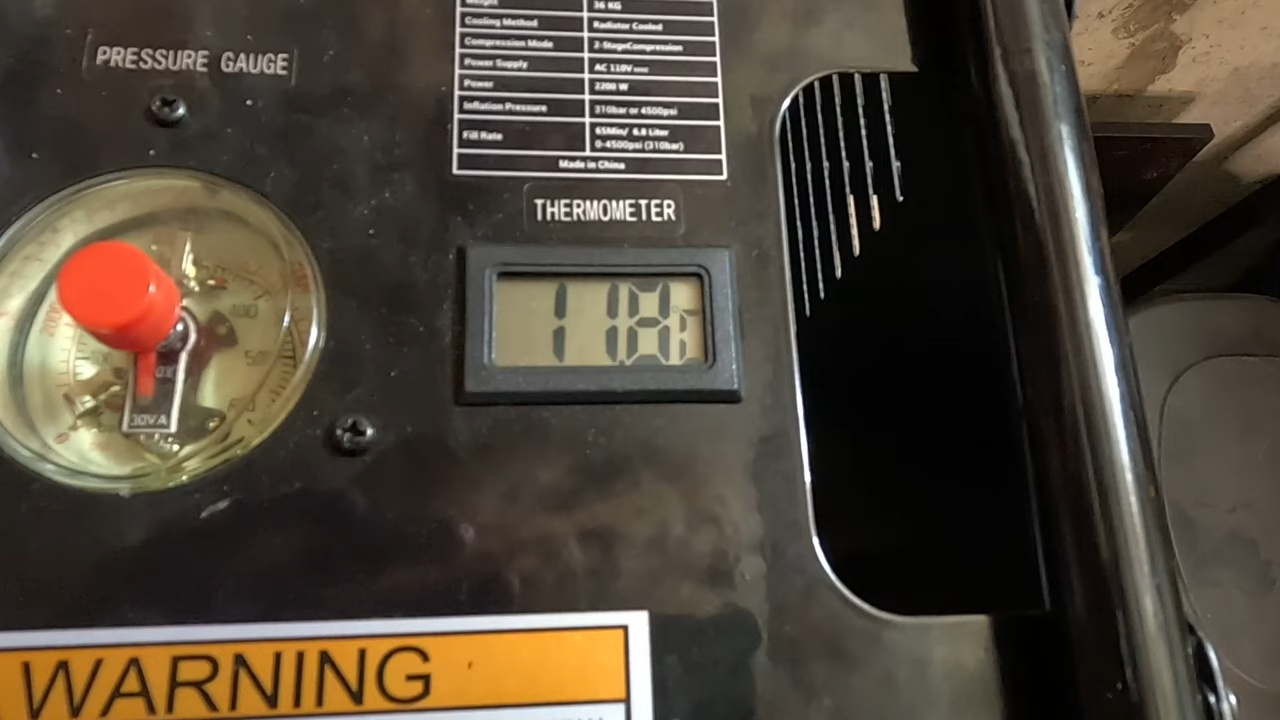 Weight 36 KG
Cooling Method Radiator Cooled
Compression Mode 2-StageCompression
Power Supply AC 110V
Power 2200 W
Inflation Pressure 310bar or 4500psi
Fill Rate 65Min/ 6.8 Liter
0-4500psi (310bar)
Made in China
PRESSURE GAUGE
THERMOMETER
11.8
30VA
WARNING